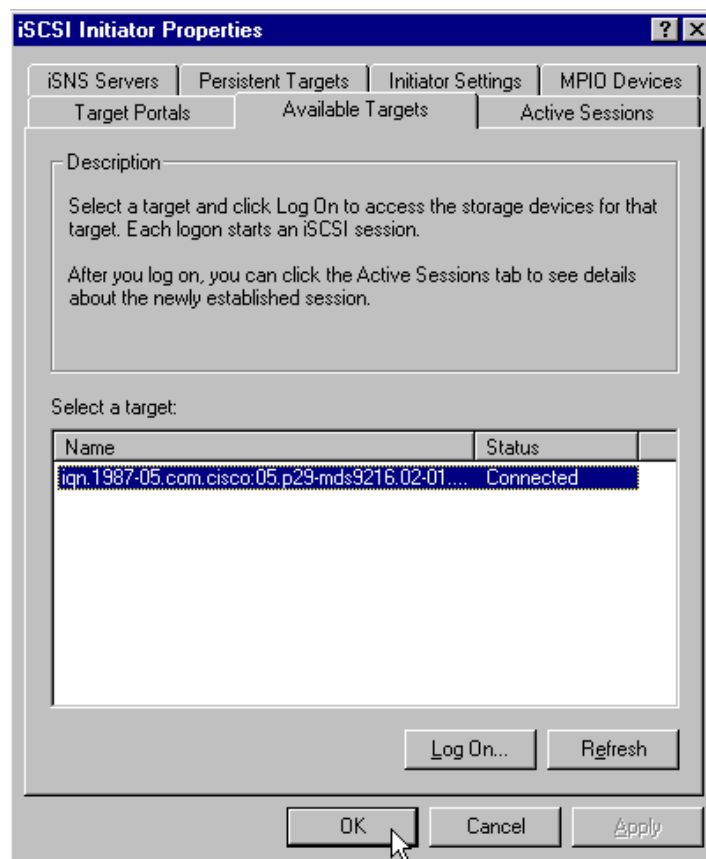 iSCSI Initiator Properties
iSNS Servers Persistent Targets Initiator Settings MPIO Devices
Target Portals Available Targets Active Sessions
Description
Select a target and click Log On to access the storage devices for that
target. Each logon starts an iSCSI session.
After you log on, you can click the Active Sessions tab to see details
about the newly established session.
Select a target:
Name Status
iqn.1987-05.com.cisco:05.p29-mds9216.02-01.... Connected
Log On... Refresh
OK Cancel Apply